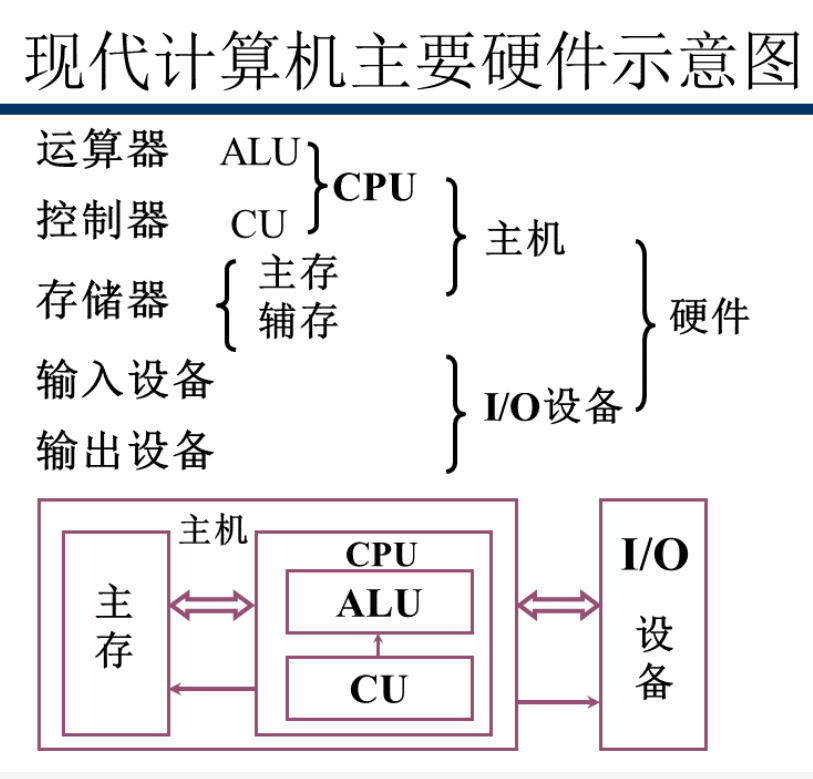 现代计算机主要硬件示意图
运算器 ALU
CPU
控制器 CU
主机
存储器 主存
辅存
硬件
输入设备
I/O设备
输出设备
主机
CPU
I/O
主
存
ALU
设
备
CU